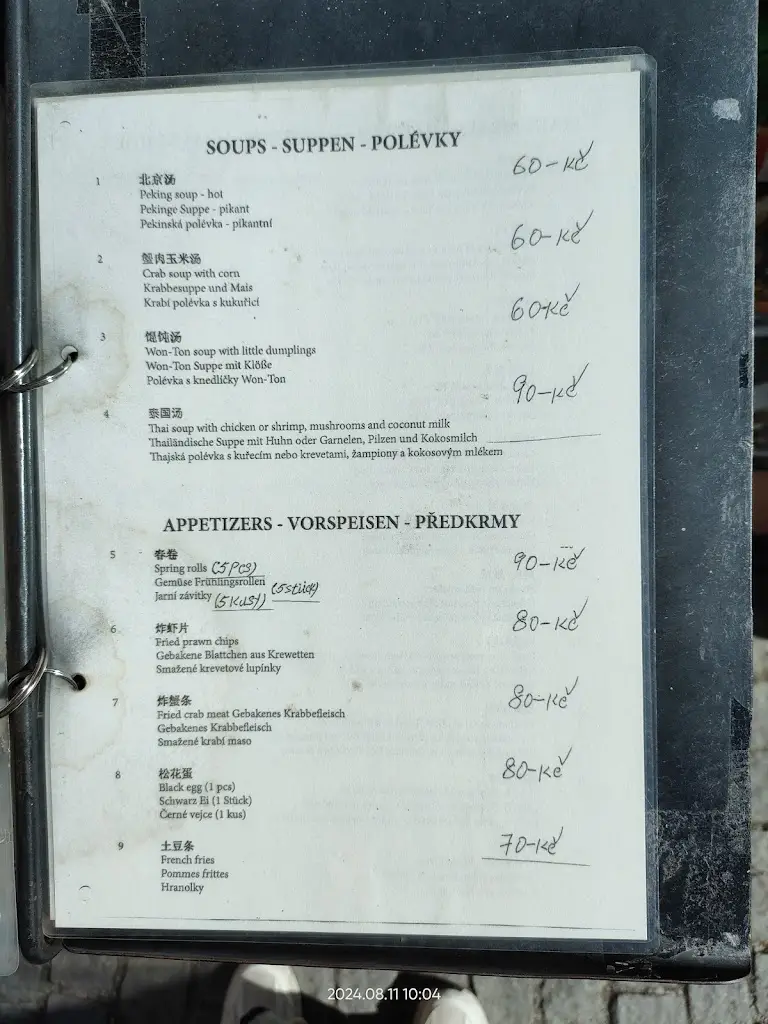 SOUPS - SUPPEN - POLÉVKY
1 北京汤 60-Kč
Peking soup - hot
Pekinge Suppe - pikant
Pekinská polévka - pikantní
2 蟹肉玉米汤 60-Kč
Crab soup with corn
Krabbesuppe und Mais
Krabí polévka s kukuřicí
3 馄饨汤 60-Kč
Won-Ton soup with little dumplings
Won-Ton Suppe mit Klöße
Polévka s knedlíčky Won-Ton
4 泰国汤 90-Kč
Thai soup with chicken or shrimp, mushrooms and coconut milk
Thailändische Suppe mit Huhn oder Garnelen, Pilzen und Kokosmilch
Thajská polévka s kuřecím nebo krevetami, žampiony a kokosovým mlékem
APPETIZERS - VORSPEISEN - PŘEDKRMY
5 春卷 90-Kč
Spring rolls (5pcs)
Gemüse Frühlingsrollen (5stück)
Jarní závitky (5kusů)
6 炸虾片 80-Kč
Fried prawn chips
Gebakene Blattchen aus Krewetten
Smažené krevetové lupínky
7 炸蟹条 80-Kč
Fried crab meat Gebakenes Krabbefleisch
Gebakenes Krabbefleisch
Smažené krabí maso
8 松花蛋 80-Kč
Black egg (1 pcs)
Schwarz Ei (1 Stück)
Černé vejce (1 kus)
9 土豆条 70-Kč
French fries
Pommes frittes
Hranolky
2024.08.11 10:04